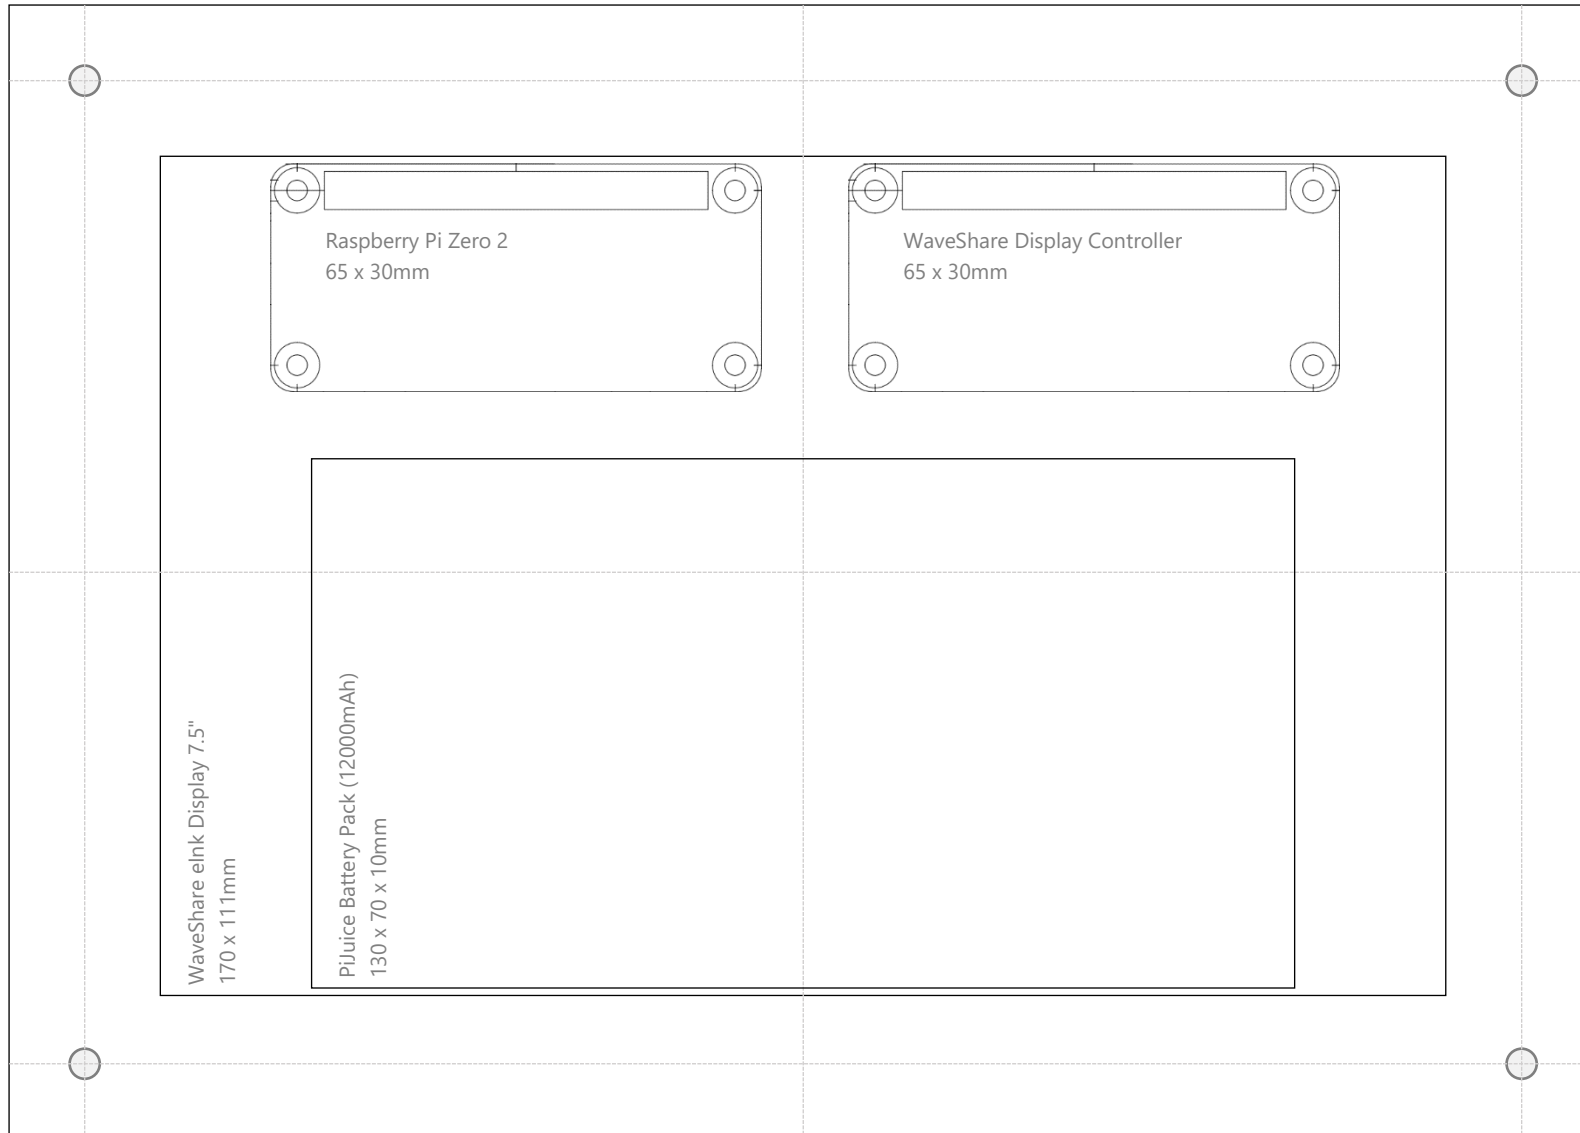 Raspberry Pi Zero 2
65 x 30mm
WaveShare Display Controller
65 x 30mm
WaveShare eInk Display 7.5"
170 x 111mm
PiJuice Battery Pack (12000mAh)
130 x 70 x 10mm